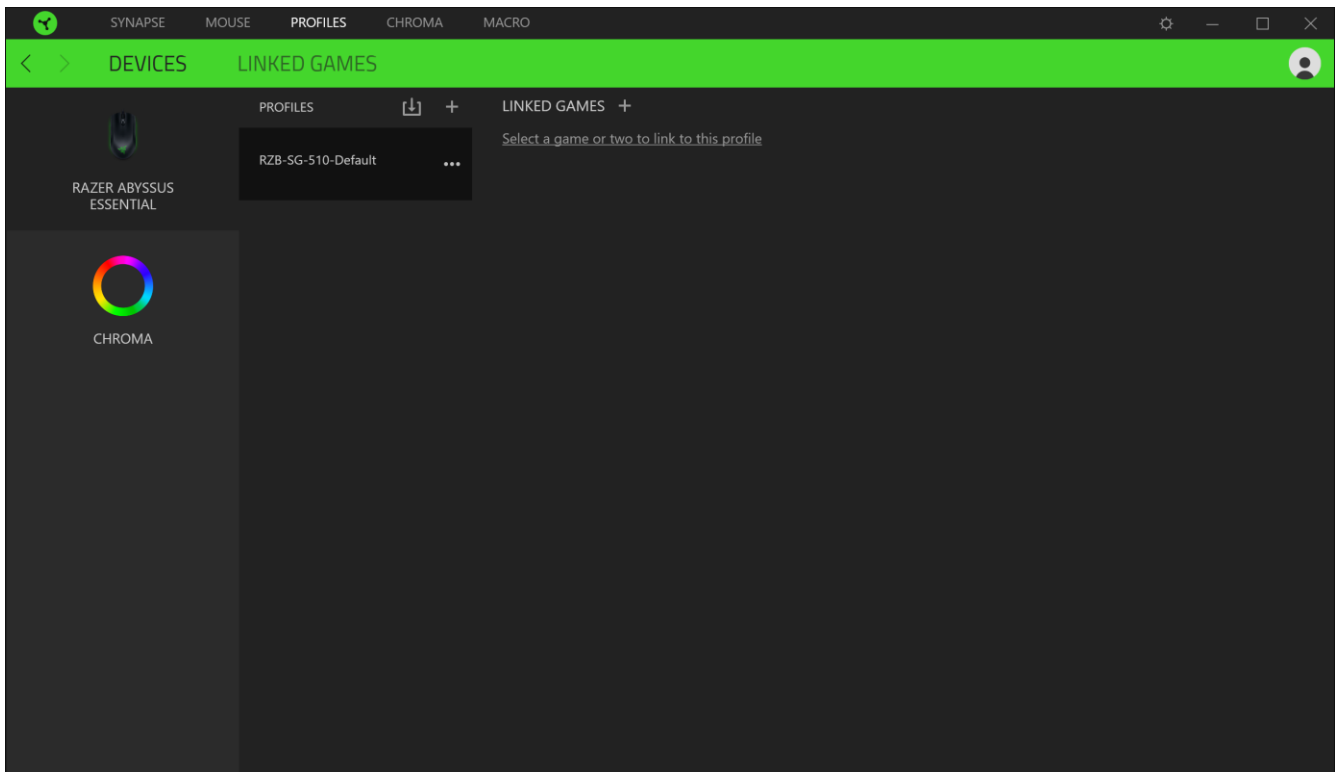 SYNAPSE MOUSE PROFILES CHROMA MACRO
DEVICES LINKED GAMES
RAZER ABYSSUS
ESSENTIAL
CHROMA
PROFILES
RZB-SG-510-Default
LINKED GAMES
Select a game or two to link to this profile